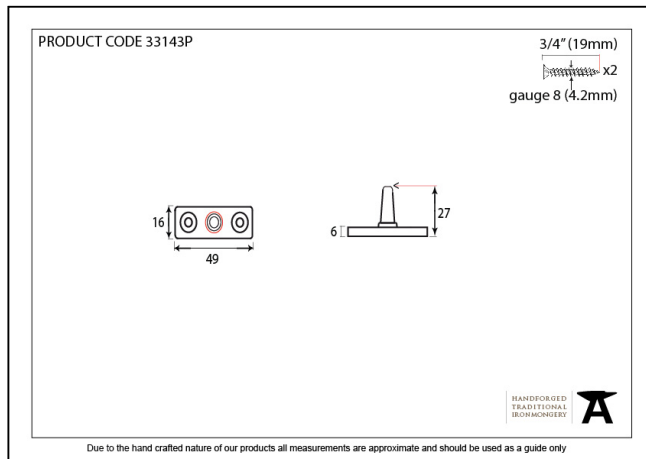 PRODUCT CODE 33143P
3/4" (19mm)
x2
gauge 8 (4.2mm)
16
49
6
27
HANDFORGED
TRADITIONAL
IRONMONGERY
A
Due to the hand crafted nature of our products all measurements are approximate and should be used as a guide only